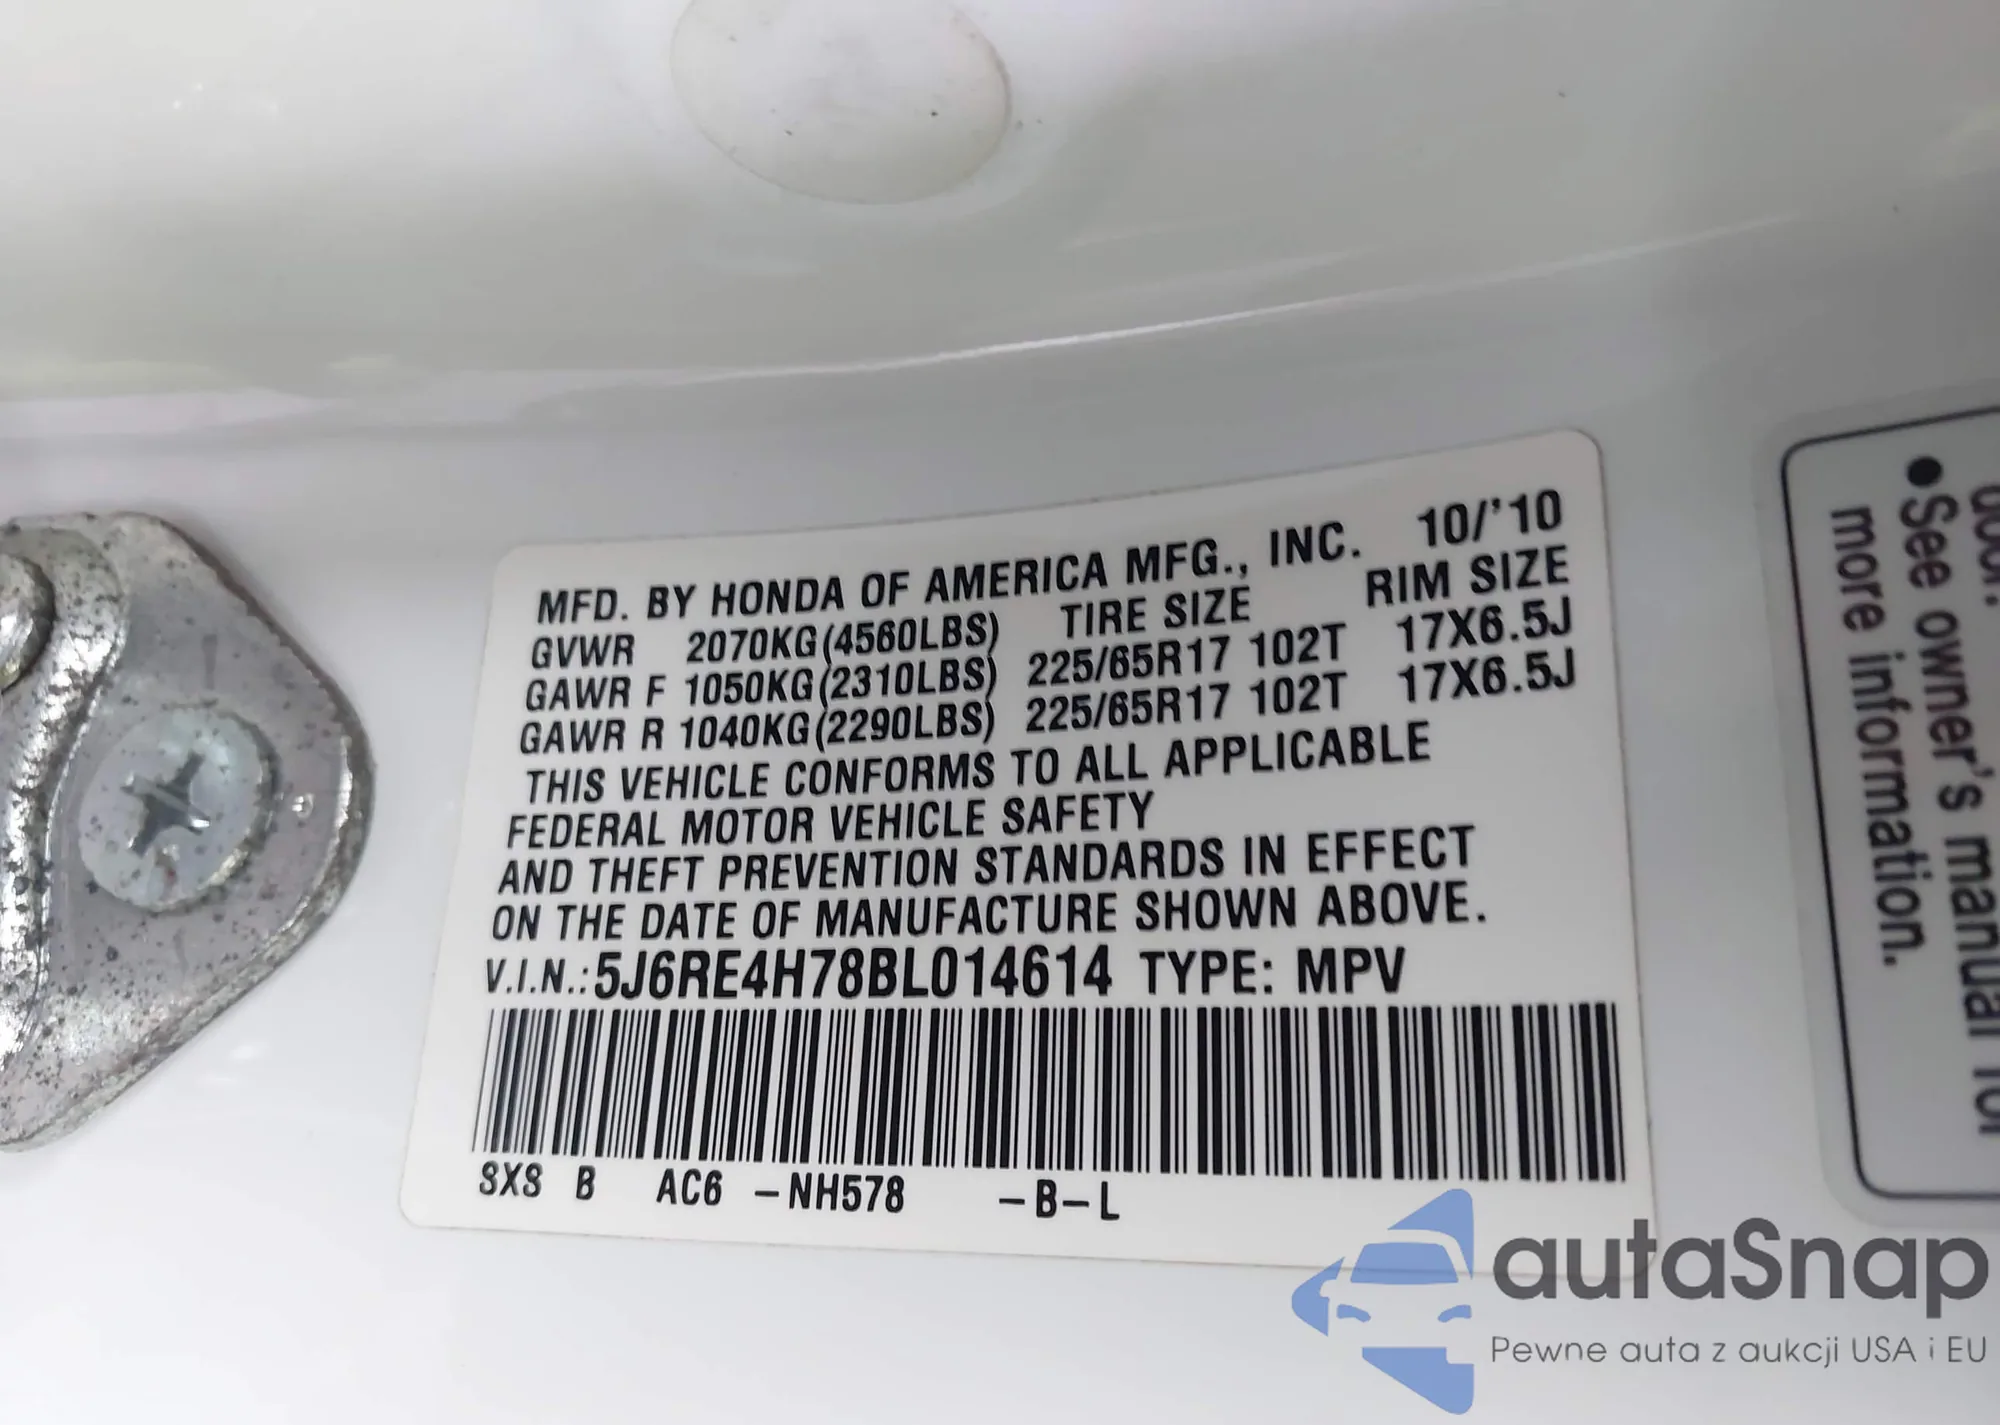 MFD. BY HONDA OF AMERICA MFG., INC. 10/'10
GVWR 2070KG(4560LBS) TIRE SIZE RIM SIZE
GAWR F 1050KG(2310LBS) 225/65R17 102T 17X6.5J
GAWR R 1040KG(2290LBS) 225/65R17 102T 17X6.5J
THIS VEHICLE CONFORMS TO ALL APPLICABLE
FEDERAL MOTOR VEHICLE SAFETY
AND THEFT PREVENTION STANDARDS IN EFFECT
ON THE DATE OF MANUFACTURE SHOWN ABOVE.
V.I.N.:5J6RE4H78BL014614 TYPE: MPV
SXS B AC6 -NH578 -B-L
door.
•See owner's manual for
more information.
autaSnap
Pewne auta z aukcji USA i EU